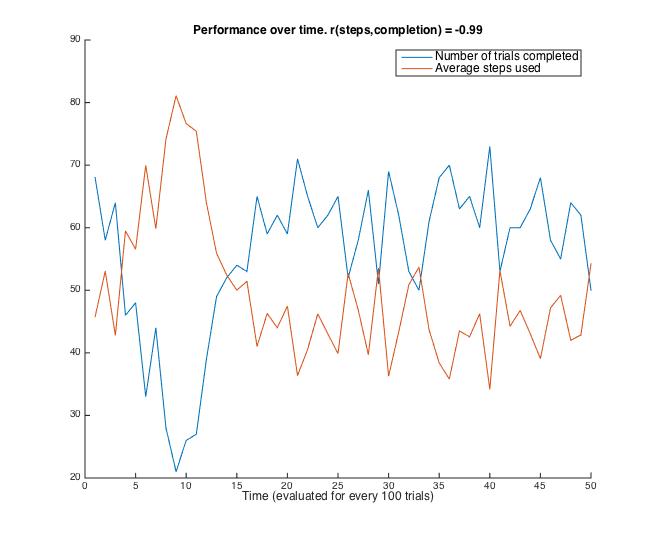 Performance over time. r(steps,completion) = -0.99
90
80
70
60
50
40
30
20
Number of trials completed
Average steps used
0 5 10 15 20 25 30 35 40 45 50
Time (evaluated for every 100 trials)